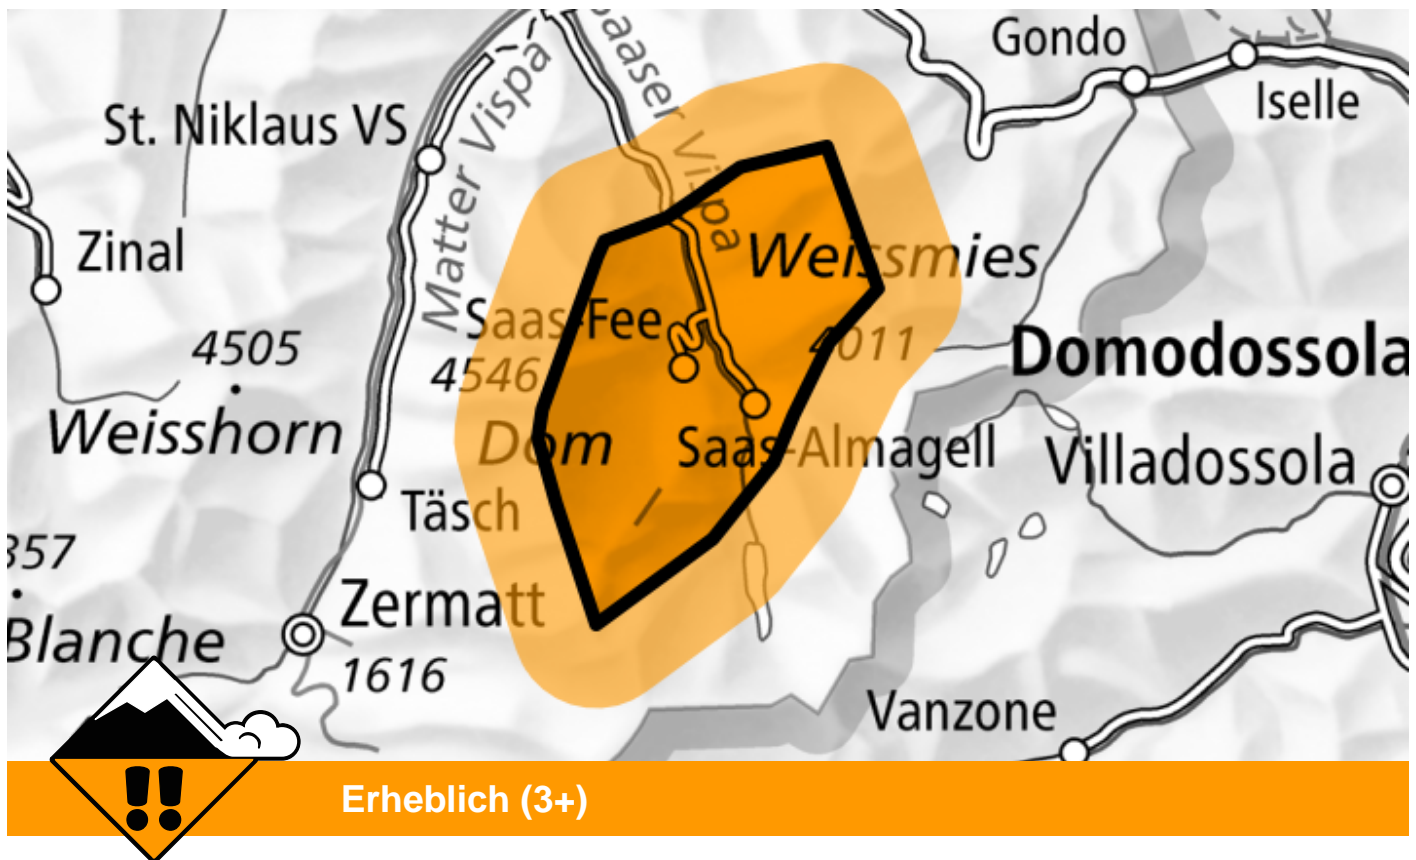 Gondo
Iselle
St. Niklaus VS
Matter Vispa
Saaser Vispa
Zinal
Weissmies
4011
Saas-Fee
4505
4546
Domodossola
Weisshorn
Dom
Saas-Almagell
Villadossola
Täsch
357
Zermatt
1616
Blanche
Vanzone
!!
Erheblich (3+)